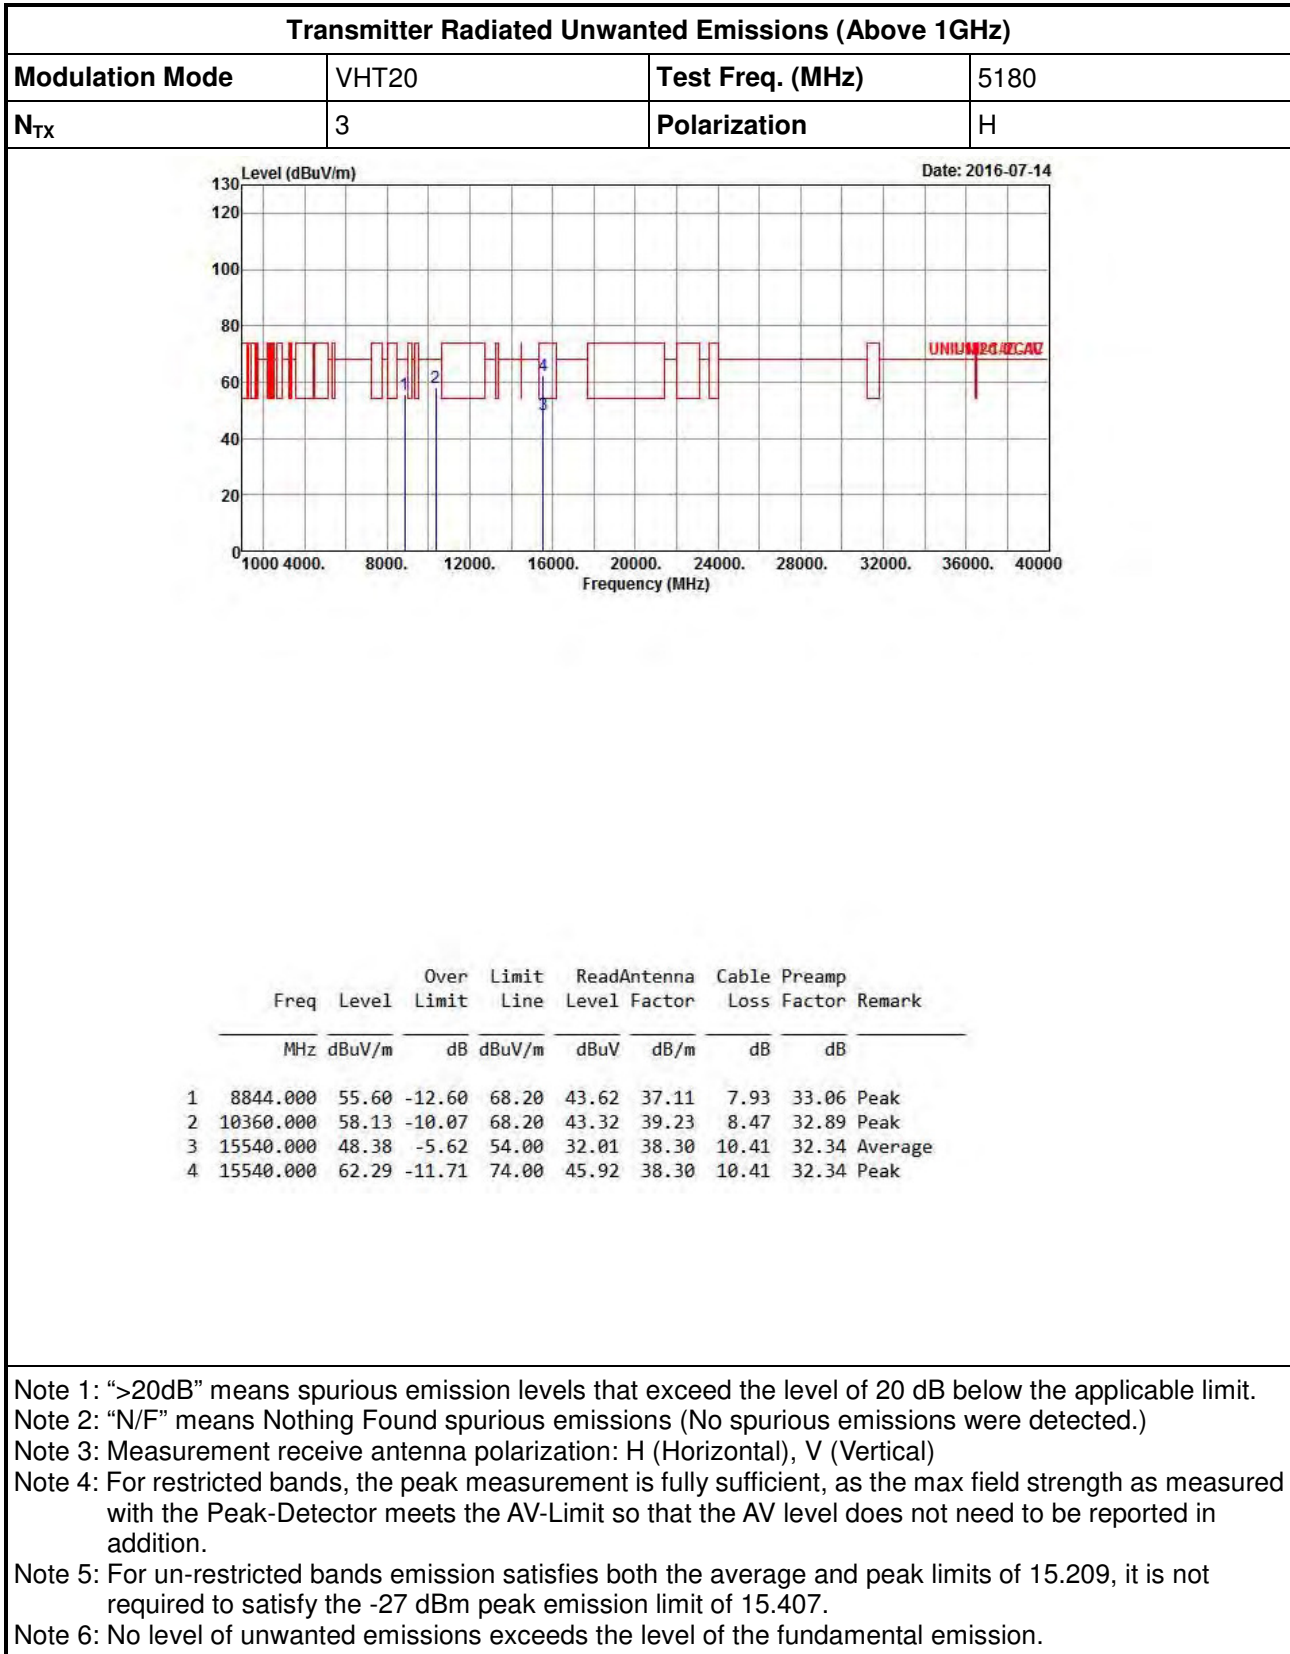 Transmitter Radiated Unwanted Emissions (Above 1GHz)
Modulation Mode VHT20 Test Freq. (MHz) 5180
NTX 3 Polarization H
Level (dBuV/m) Date: 2016-07-14
130
120
100
80
60
40
20
0
1 2 4 3
1000 4000. 8000. 12000. 16000. 20000. 24000. 28000. 32000. 36000. 40000
Frequency (MHz)
Over Limit ReadAntenna Cable Preamp
Freq Level Limit Line Level Factor Loss Factor Remark
MHz dBuV/m dB dBuV/m dBuV dB/m dB dB
1 8844.000 55.60 -12.60 68.20 43.62 37.11 7.93 33.06 Peak
2 10360.000 58.13 -10.07 68.20 43.32 39.23 8.47 32.89 Peak
3 15540.000 48.38 -5.62 54.00 32.01 38.30 10.41 32.34 Average
4 15540.000 62.29 -11.71 74.00 45.92 38.30 10.41 32.34 Peak
Note 1: “>20dB” means spurious emission levels that exceed the level of 20 dB below the applicable limit.
Note 2: “N/F” means Nothing Found spurious emissions (No spurious emissions were detected.)
Note 3: Measurement receive antenna polarization: H (Horizontal), V (Vertical)
Note 4: For restricted bands, the peak measurement is fully sufficient, as the max field strength as measured
with the Peak-Detector meets the AV-Limit so that the AV level does not need to be reported in
addition.
Note 5: For un-restricted bands emission satisfies both the average and peak limits of 15.209, it is not
required to satisfy the -27 dBm peak emission limit of 15.407.
Note 6: No level of unwanted emissions exceeds the level of the fundamental emission.